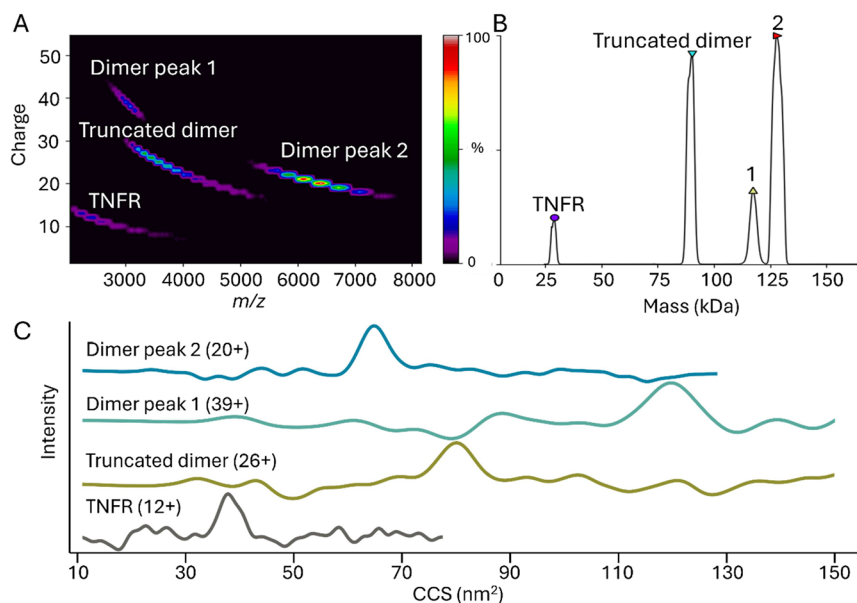 A
Dimer peak 1
Truncated dimer
Dimer peak 2
TNFR
Charge
50
40
30
20
10
3000 4000 5000 6000 7000 8000
m/z
100
%
0
B
2
Truncated dimer
1
TNFR
0 25 50 75 100 125 150
Mass (kDa)
C
Intensity
Dimer peak 2 (20+)
Dimer peak 1 (39+)
Truncated dimer (26+)
TNFR (12+)
10 30 50 70 90 110 130 150
CCS (nm²)